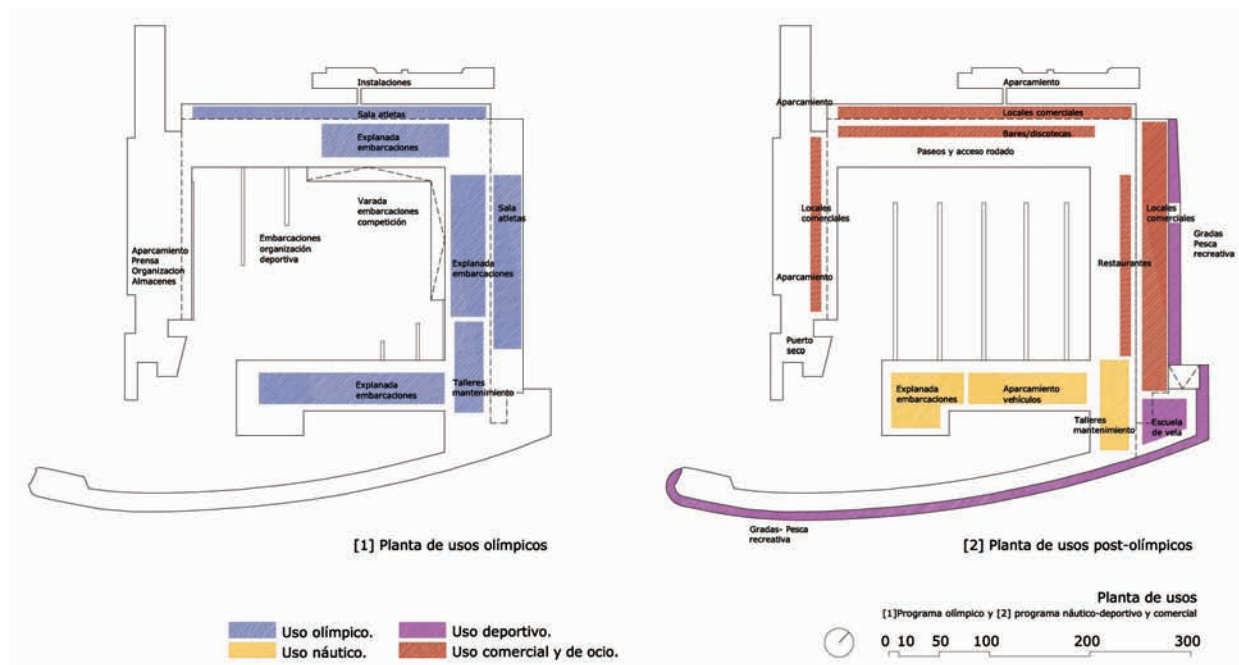 Instalaciones
Sala atletas
Explanada
embarcaciones
Varada
embarcaciones
competición
Sala
atletas
Embarcaciones
organización
deportiva
Aparcamiento
Prensa
Organizacion
Almacenes
Explanada
embarcaciones
Explanada
embarcaciones
Talleres
mantenimiento
[1] Planta de usos olímpicos
Aparcamiento
Aparcamiento
Locales comerciales
Bares/discotecas
Paseos y acceso rodado
Locales
comerciales
Locales
comerciales
Gradas
Pesca
recreativa
Aparcamiento
Restaurantes
Puerto
seco
Explanada
embarcaciones
Aparcamiento
vehículos
Talleres
mantenimiento
Escuela
de vela
Gradas- Pesca
recreativa
[2] Planta de usos post-olímpicos
Planta de usos
[1]Programa olímpico y [2] programa náutico-deportivo y comercial
Uso olímpico.
Uso deportivo.
Uso náutico.
Uso comercial y de ocio.
0 10 50 100 200 300